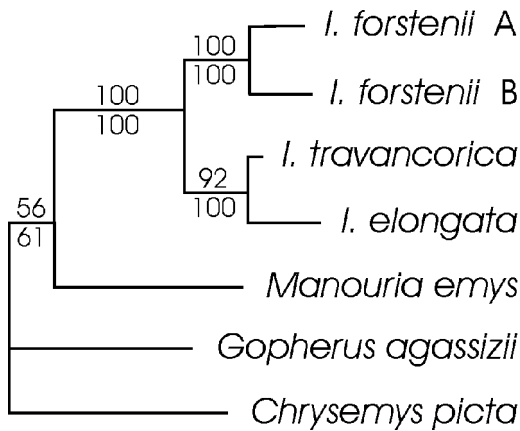 I. forstenii A
100
100
I. forstenii B
100
100
I. travancorica
92
100
I. elongata
56
61
Manouria emys
Gopherus agassizii
Chrysemys picta